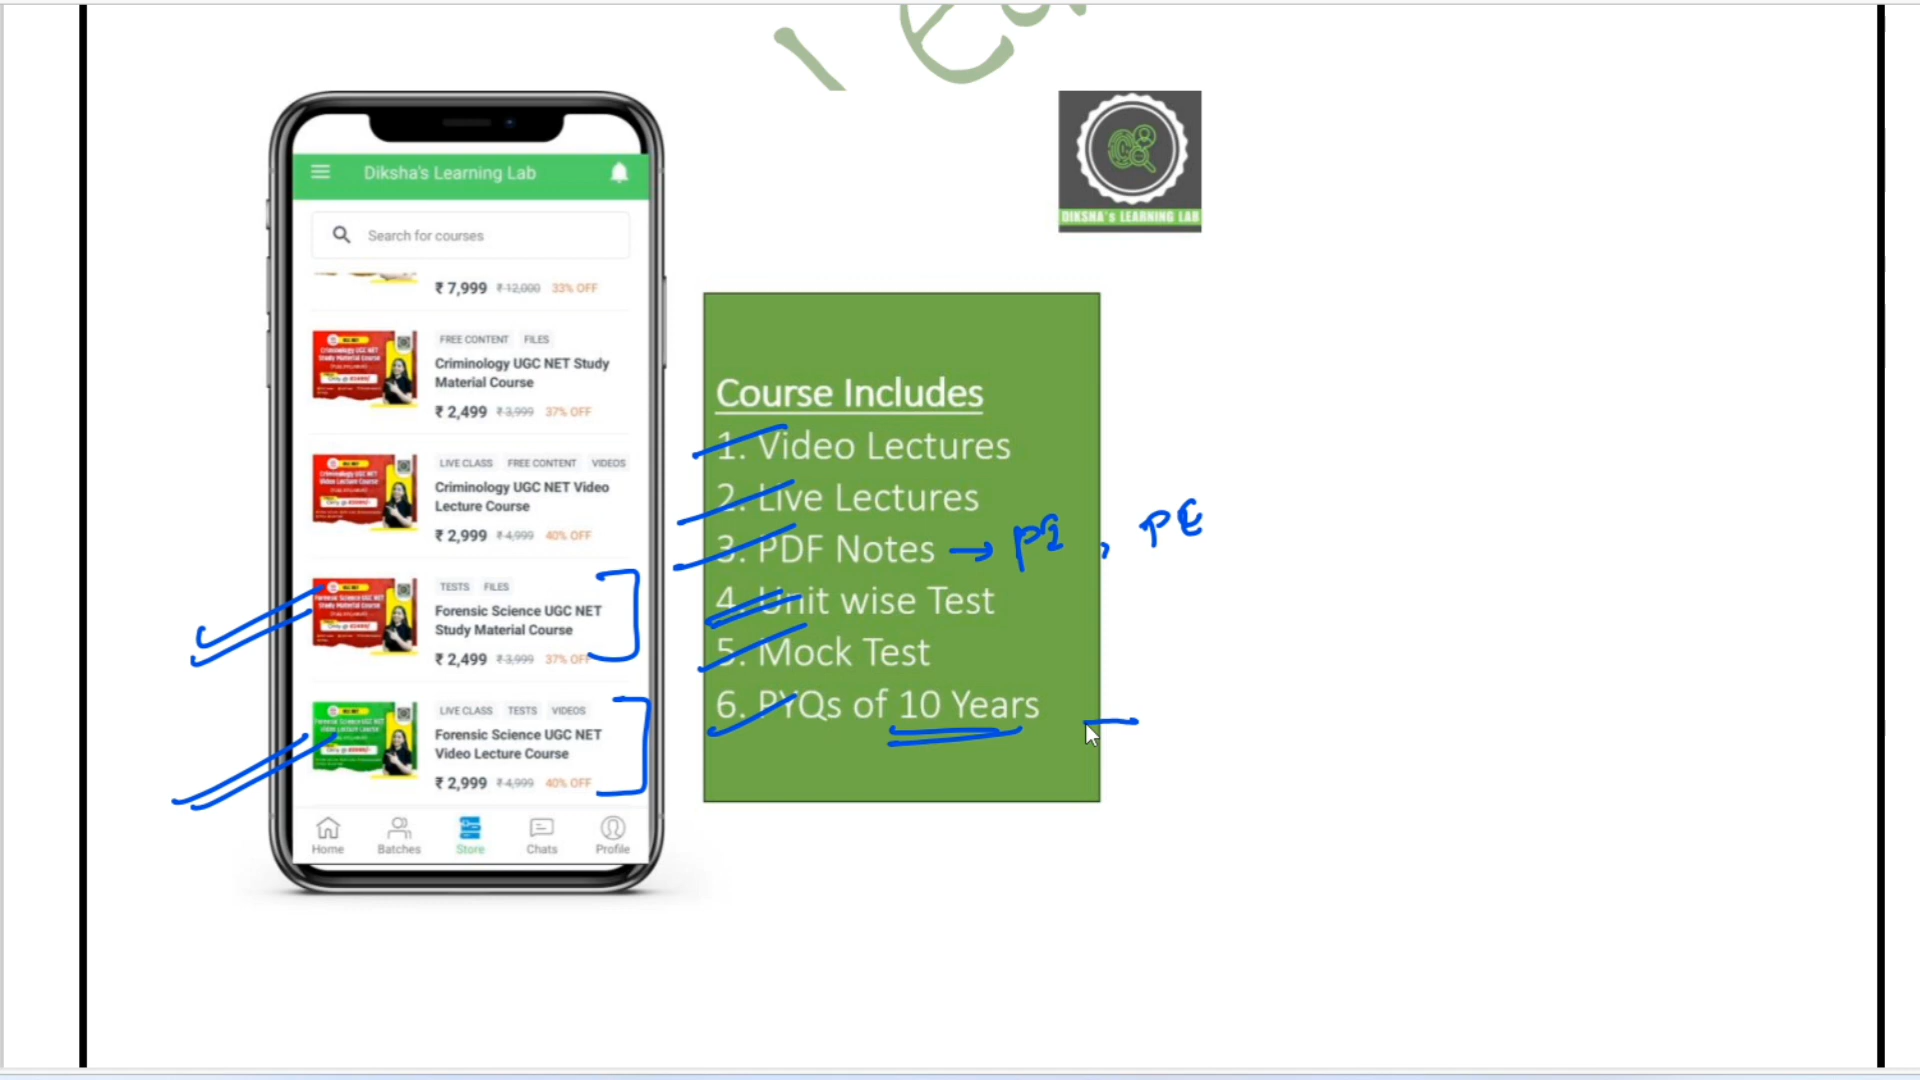 Diksha's Learning Lab
Search for courses
₹ 7,999 ₹ 12,000 33% OFF
FREE CONTENT FILES
Criminology UGC NET Study
Material Course
₹ 2,499 ₹ 3,999 37% OFF
LIVE CLASS FREE CONTENT VIDEOS
Criminology UGC NET Video
Lecture Course
₹ 2,999 ₹ 4,999 40% OFF
TESTS FILES
Forensic Science UGC NET
Study Material Course
₹ 2,499 ₹ 3,999 37% OFF
LIVE CLASS TESTS VIDEOS
Forensic Science UGC NET
Video Lecture Course
₹ 2,999 ₹ 4,999 40% OFF
Home Batches Store Chats Profile
DIKSHA's LEARNING LAB
Course Includes
1. Video Lectures
2. Live Lectures
3. PDF Notes →
4. Unit wise Test
5. Mock Test
6. PYQs of 10 Years